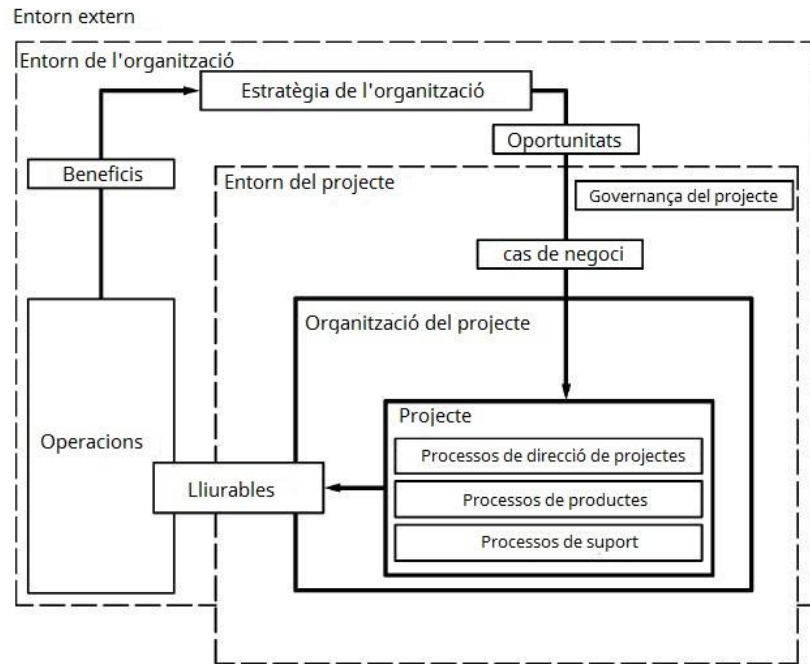 Entorn extern
Entorn de l'organització
Estratègia de l'organització
Oportunitats
Beneficis
Entorn del projecte
Governança del projecte
cas de negoci
Organització del projecte
Projecte
Operacions
Processos de direcció de projectes
Lliurables
Processos de productes
Processos de suport